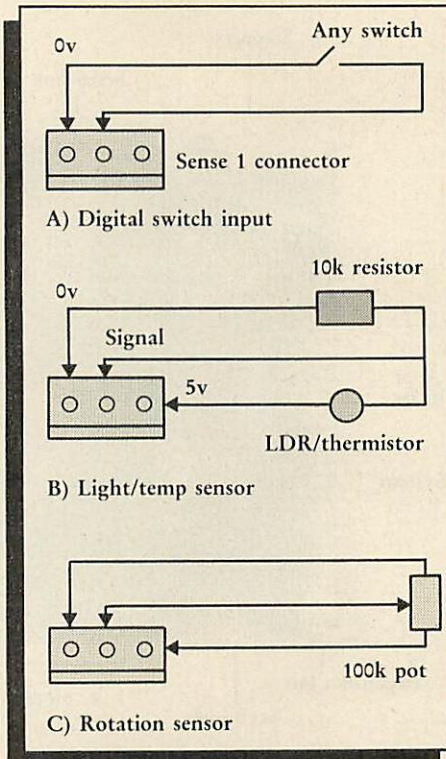 Any switch
0v
Sense 1 connector
A) Digital switch input
10k resistor
0v
Signal
5v
LDR/thermistor
B) Light/temp sensor
100k pot
C) Rotation sensor